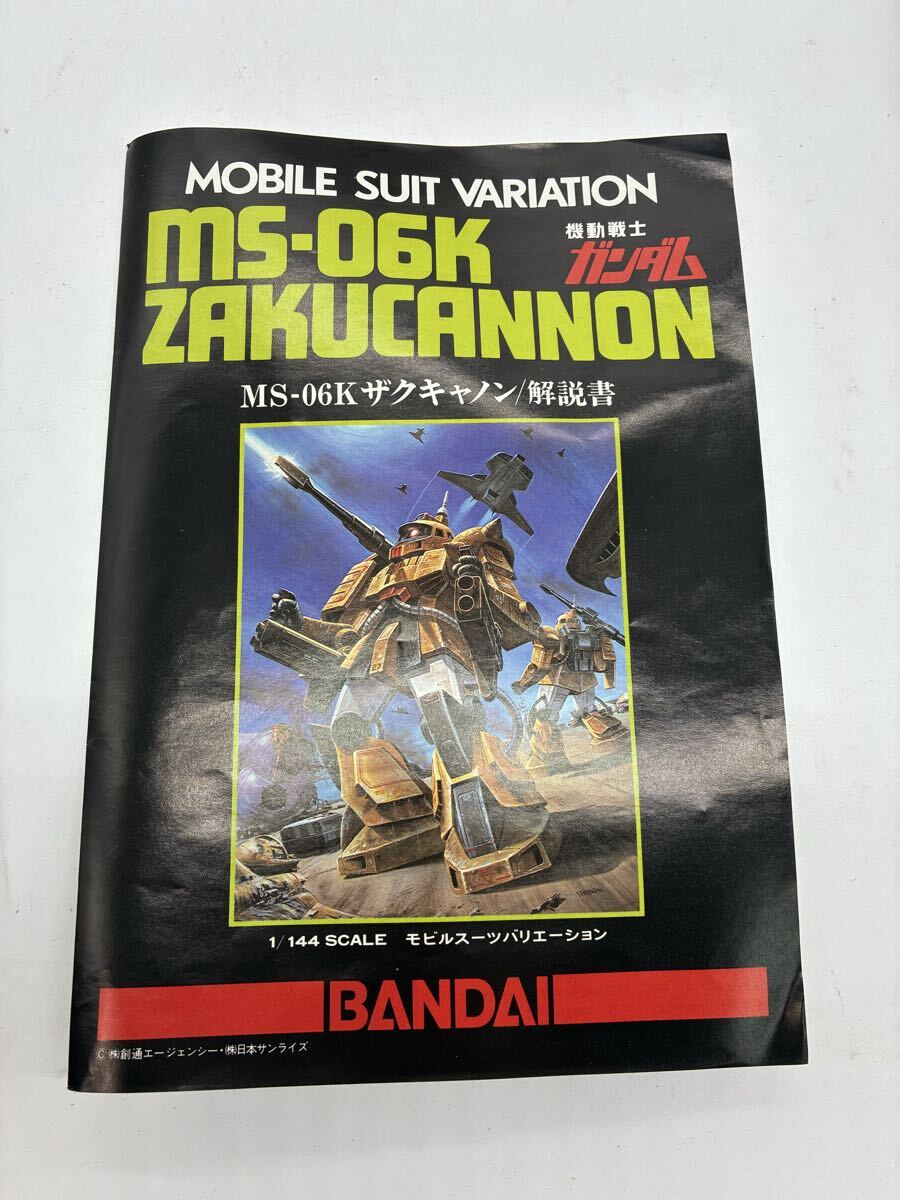 MOBILE SUIT VARIATION
MS-06K
機動戦士
ガンダム
ZAKUCANNON
MS-06Kザクキャノン/解説書
1/144 SCALE モビルスーツバリエーション
BANDAI
© ㈱創通エージェンシー・㈱日本サンライズ